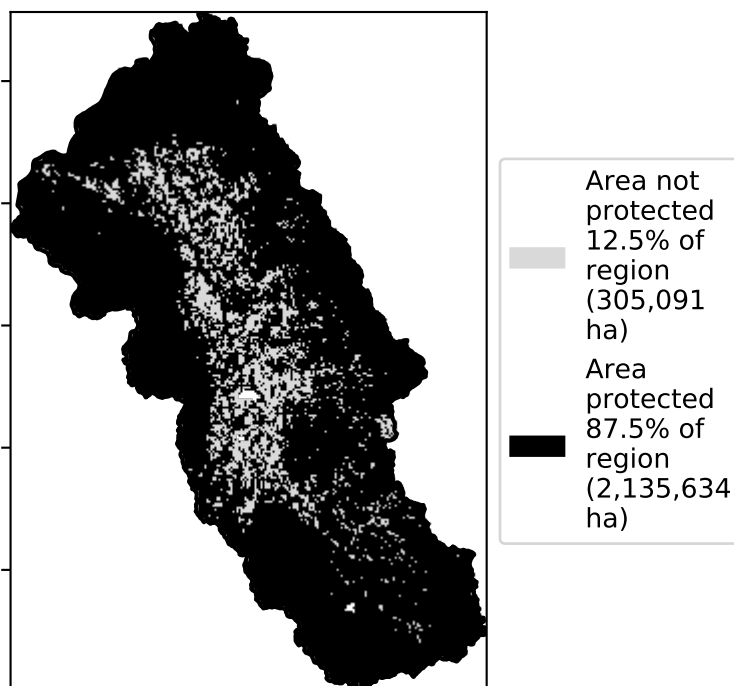 Area not
protected
12.5% of
region
(305,091
ha)
Area
protected
87.5% of
region
(2,135,634
ha)